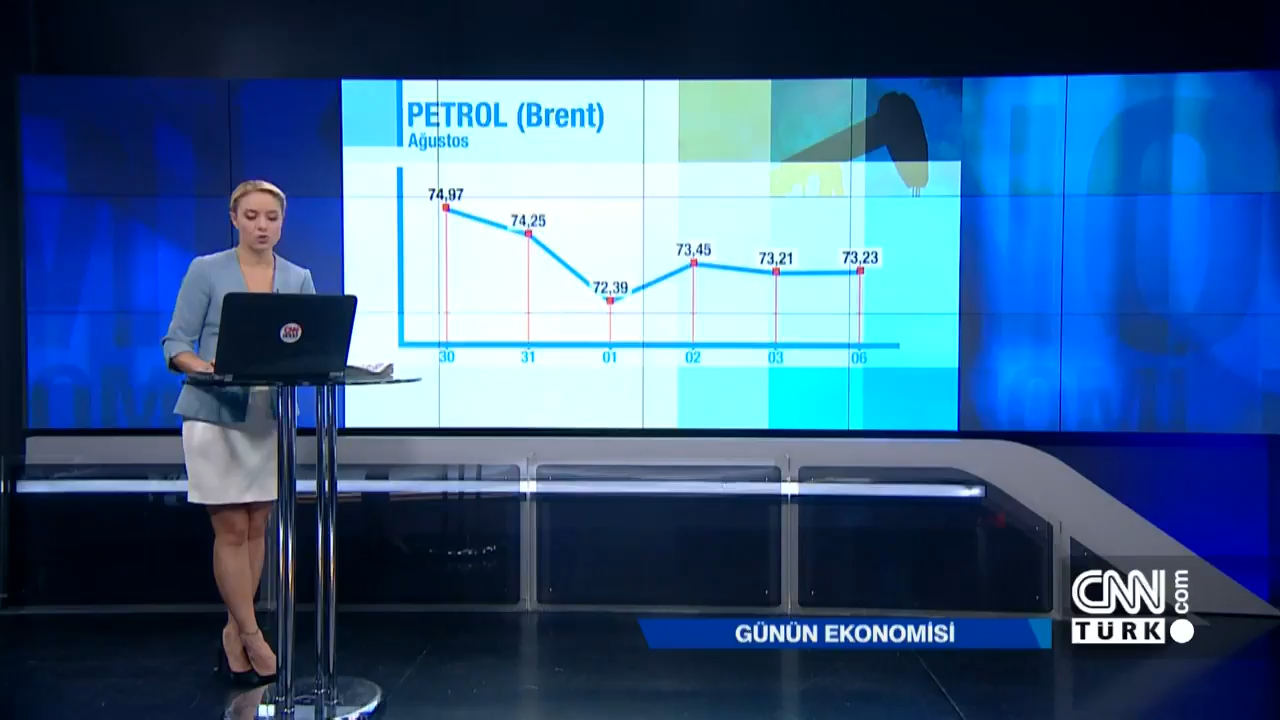 PETROL (Brent)
Ağustos
74,97
74,25
72,39
73,45
73,21
73,23
30
31
01
02
03
06
CNN
GÜNÜN EKONOMİSİ
CNN
TÜRK
.com